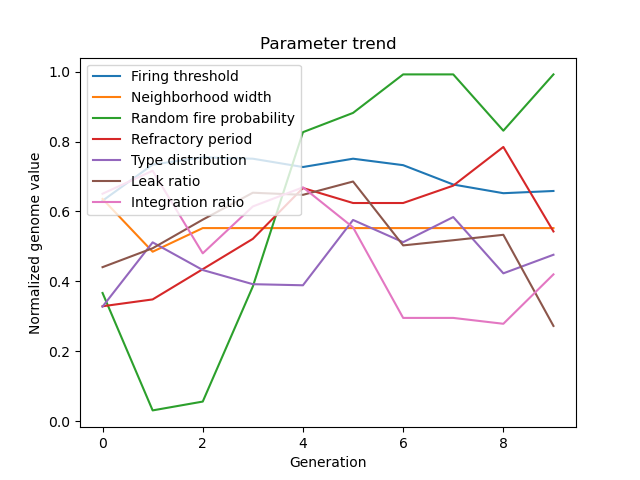 Parameter trend
1.0
0.8
0.6
0.4
0.2
0.0
Normalized genome value
Firing threshold
Neighborhood width
Random fire probability
Refractory period
Type distribution
Leak ratio
Integration ratio
0 2 4 6 8
Generation